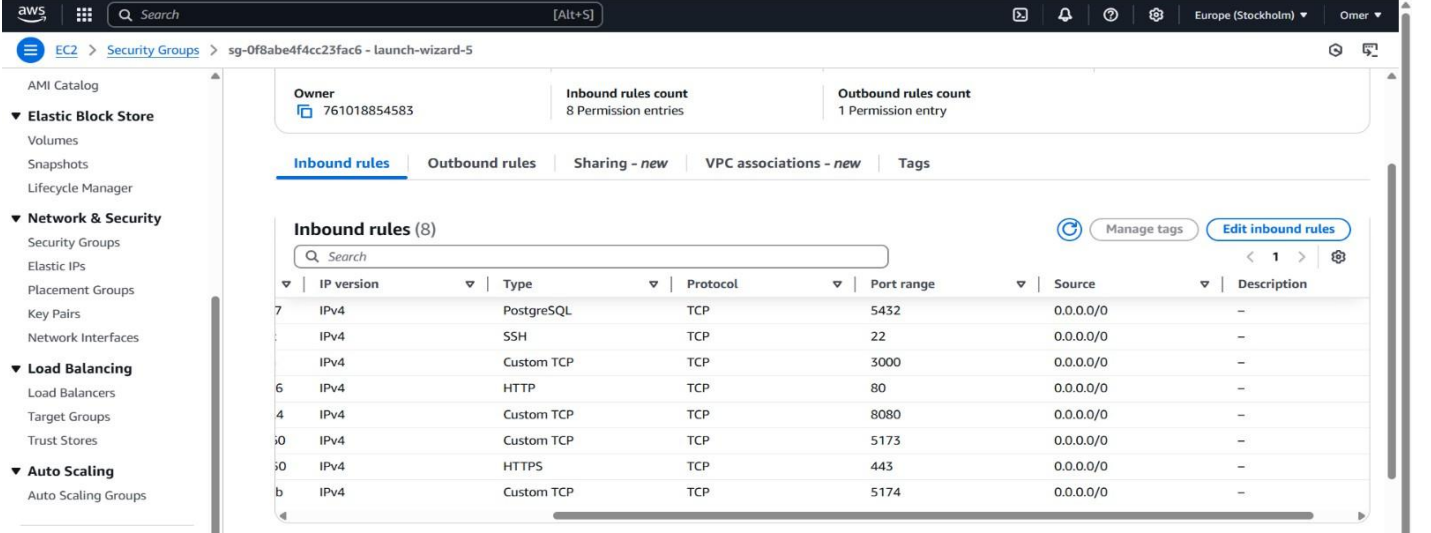 aws Search [Alt+S] Europe (Stockholm) Omer
EC2 > Security Groups > sg-0f8abe4f4cc23fac6 - launch-wizard-5
AMI Catalog
Elastic Block Store
Volumes
Snapshots
Lifecycle Manager
Network & Security
Security Groups
Elastic IPs
Placement Groups
Key Pairs
Network Interfaces
Load Balancing
Load Balancers
Target Groups
Trust Stores
Auto Scaling
Auto Scaling Groups
Owner Inbound rules count Outbound rules count
761018854583 8 Permission entries 1 Permission entry
Inbound rules Outbound rules Sharing - new VPC associations - new Tags
Inbound rules (8) Manage tags Edit inbound rules
Search < 1 >
IP version Type Protocol Port range Source Description
7 IPv4 PostgreSQL TCP 5432 0.0.0.0/0 –
IPv4 SSH TCP 22 0.0.0.0/0 –
IPv4 Custom TCP TCP 3000 0.0.0.0/0 –
6 IPv4 HTTP TCP 80 0.0.0.0/0 –
4 IPv4 Custom TCP TCP 8080 0.0.0.0/0 –
50 IPv4 Custom TCP TCP 5173 0.0.0.0/0 –
50 IPv4 HTTPS TCP 443 0.0.0.0/0 –
b IPv4 Custom TCP TCP 5174 0.0.0.0/0 –